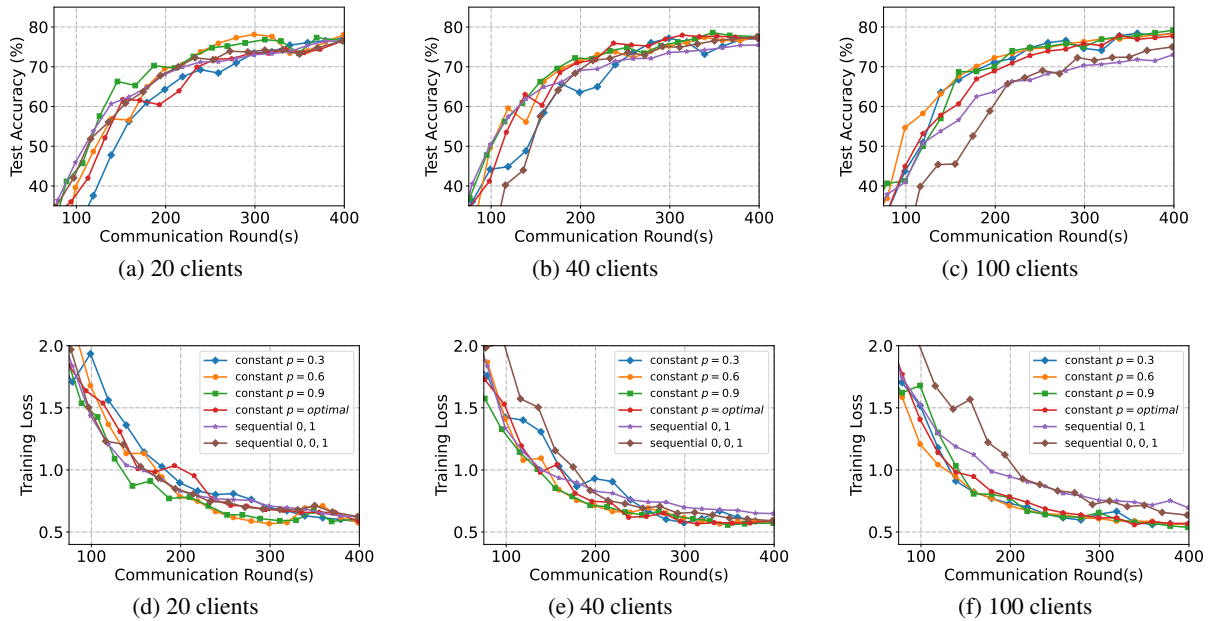 80
70
60
50
40
Test Accuracy (%)
100
200
300
400
Communication Round(s)
(a) 20 clients
80
70
60
50
40
Test Accuracy (%)
100
200
300
400
Communication Round(s)
(b) 40 clients
80
70
60
50
40
Test Accuracy (%)
100
200
300
400
Communication Round(s)
(c) 100 clients
2.0
1.5
1.0
0.5
Training Loss
constant p = 0.3
constant p = 0.6
constant p = 0.9
constant p = optimal
sequential 0, 1
sequential 0, 0, 1
100
200
300
400
Communication Round(s)
(d) 20 clients
2.0
1.5
1.0
0.5
Training Loss
constant p = 0.3
constant p = 0.6
constant p = 0.9
constant p = optimal
sequential 0, 1
sequential 0, 0, 1
100
200
300
400
Communication Round(s)
(e) 40 clients
2.0
1.5
1.0
0.5
Training Loss
constant p = 0.3
constant p = 0.6
constant p = 0.9
constant p = optimal
sequential 0, 1
sequential 0, 0, 1
100
200
300
400
Communication Round(s)
(f) 100 clients